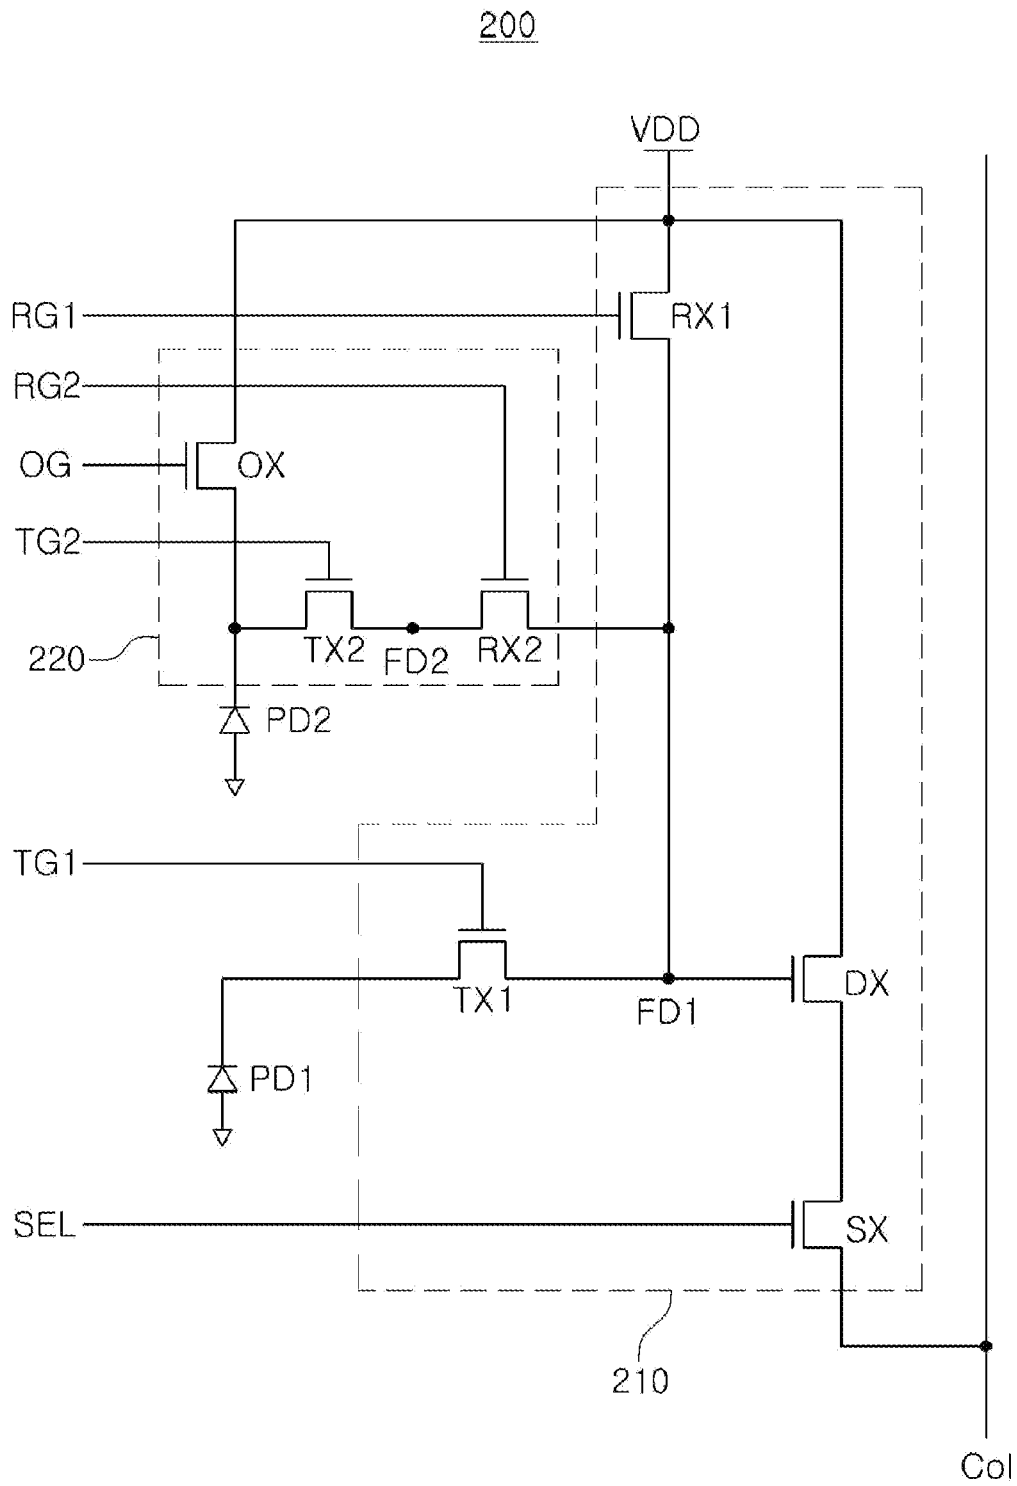 200
VDD
RG1
RX1
RG2
OG
OX
TG2
TX2
FD2
RX2
220
PD2
TG1
TX1
FD1
DX
PD1
SEL
SX
210
Col